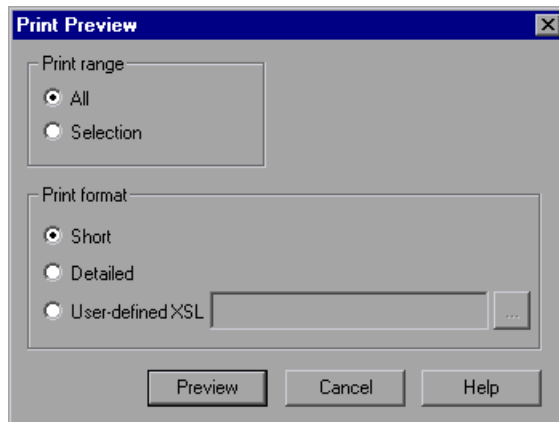 Print Preview
Print range
All
Selection
Print format
Short
Detailed
User-defined XSL ...
Preview Cancel Help